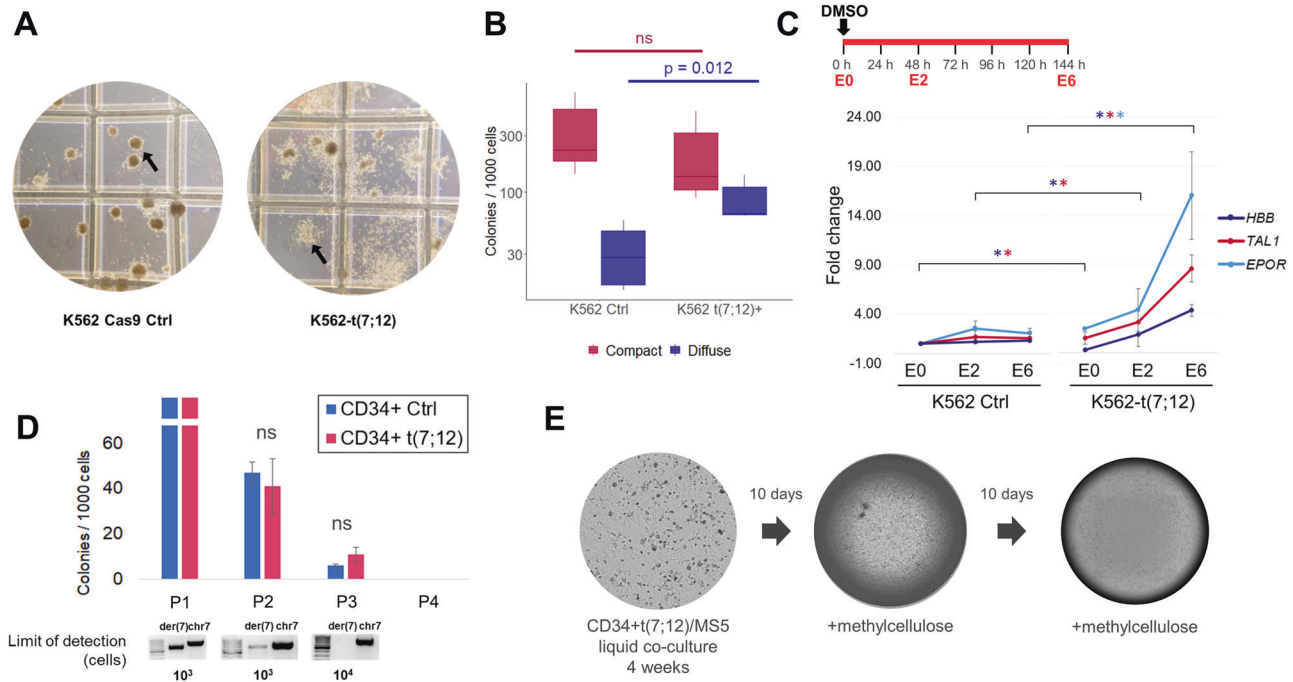 A
K562 Cas9 Ctrl
K562-t(7;12)
B
ns
p = 0.012
Colonies / 1000 cells
300
100
30
K562 Ctrl
K562 t(7;12)+
Compact
Diffuse
C
DMSO
0 h 24 h 48 h 72 h 96 h 120 h 144 h
E0 E2 E6
Fold change
24.00
19.00
14.00
9.00
4.00
-1.00
***
**
**
HBB
TAL1
EPOR
E0 E2 E6 E0 E2 E6
K562 Ctrl K562-t(7;12)
D
CD34+ Ctrl
CD34+ t(7;12)
Colonies / 1000 cells
60
40
20
0
ns
ns
P1 P2 P3 P4
der(7) chr7 der(7) chr7 der(7) chr7
Limit of detection
(cells)
10³ 10³ 10⁴
E
10 days
10 days
CD34+t(7;12)/MS5
liquid co-culture
4 weeks
+methylcellulose
+methylcellulose